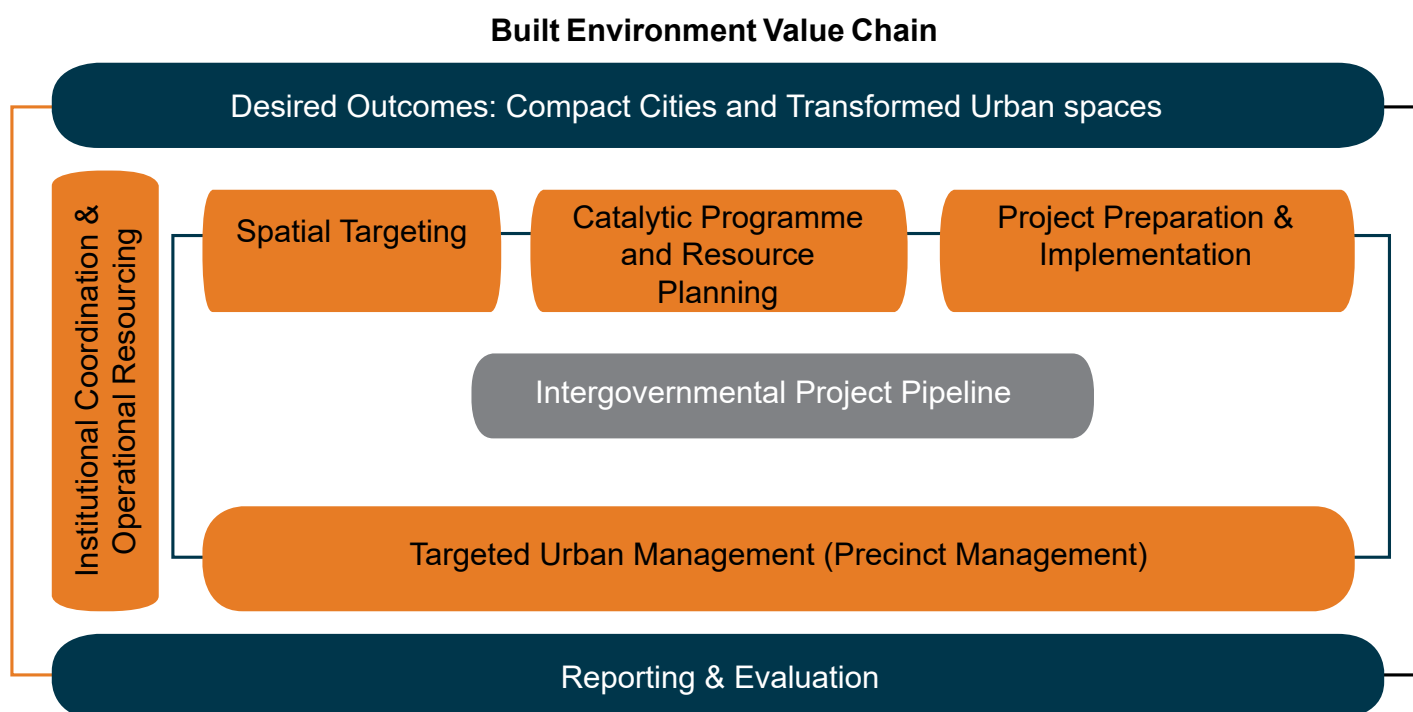 Built Environment Value Chain
Desired Outcomes: Compact Cities and Transformed Urban spaces
Institutional Coordination &
Operational Resourcing
Spatial Targeting
Catalytic Programme
and Resource
Planning
Project Preparation &
Implementation
Intergovernmental Project Pipeline
Targeted Urban Management (Precinct Management)
Reporting & Evaluation